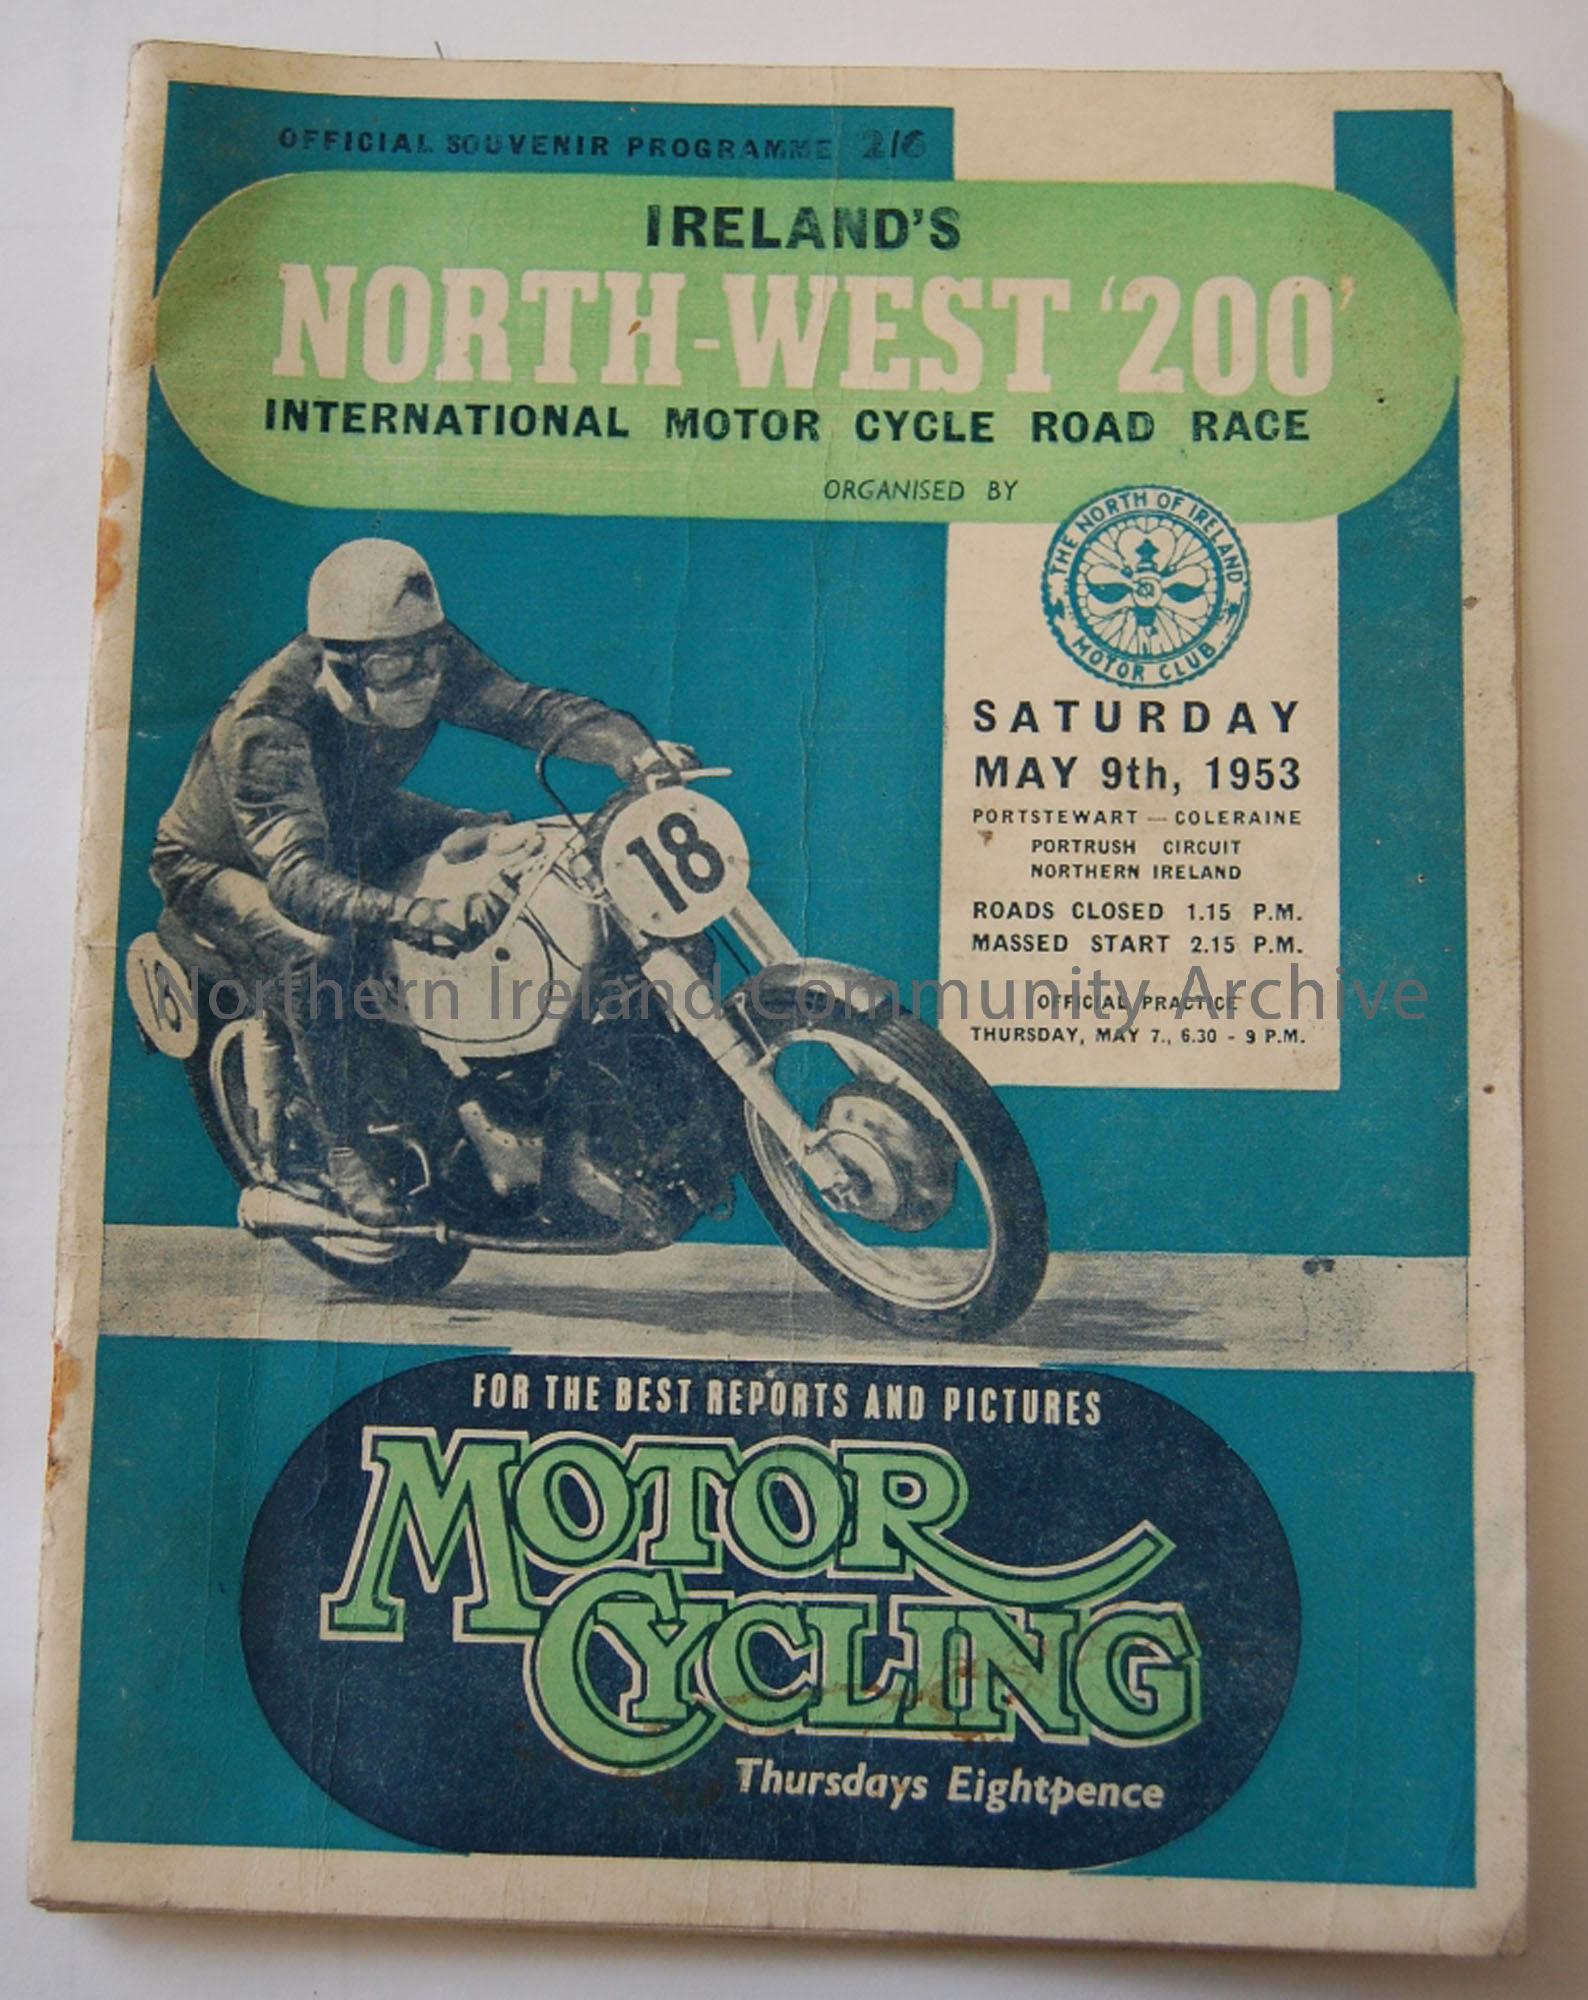 OFFICIAL SOUVENIR PROGRAMME 2/6
IRELAND'S
NORTH-WEST '200'
INTERNATIONAL MOTOR CYCLE ROAD RACE
ORGANISED BY
THE NORTH OF IRELAND
MOTOR CLUB
SATURDAY
MAY 9th, 1953
PORTSTEWART — COLERAINE
PORTRUSH CIRCUIT
NORTHERN IRELAND
ROADS CLOSED 1.15 P.M.
MASSED START 2.15 P.M.
OFFICIAL PRACTICE
THURSDAY, MAY 7., 6.30 - 9 P.M.
18
18
Northern Ireland Community Archive
FOR THE BEST REPORTS AND PICTURES
MOTOR
CYCLING
Thursdays Eightpence